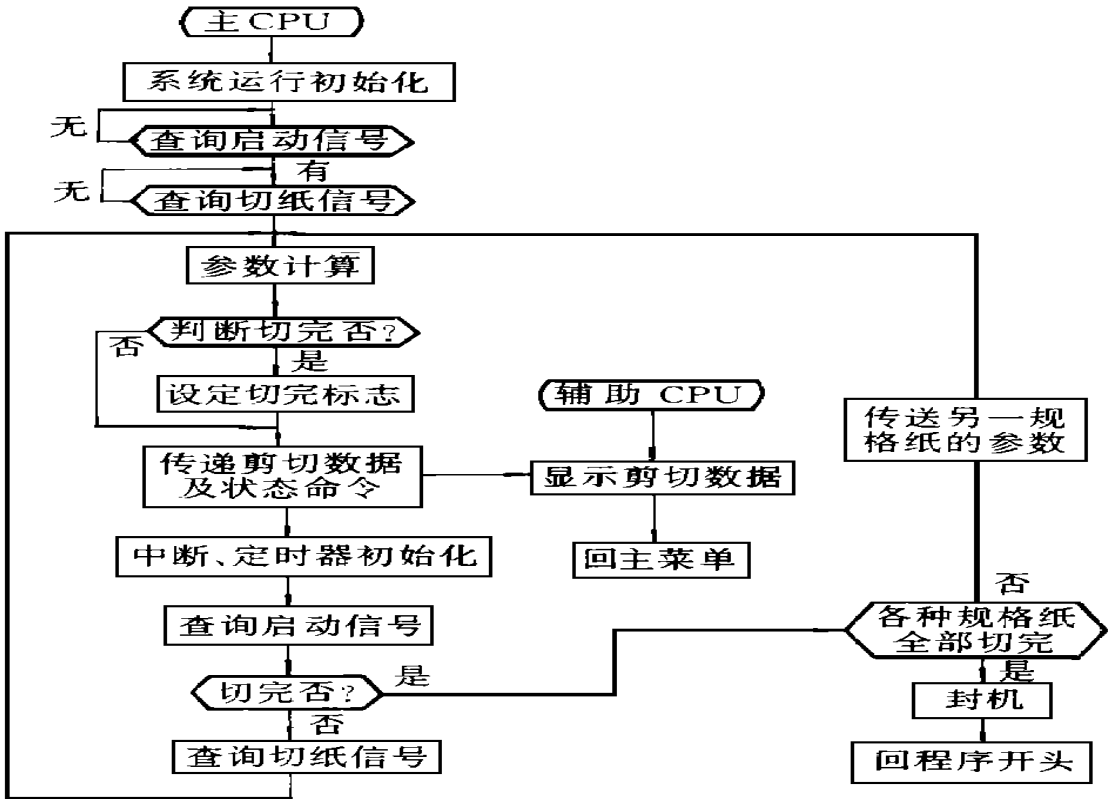 主CPU
系统运行初始化
无
查询启动信号
有
无
查询切纸信号
参数计算
判断切完否?
否
是
设定切完标志
传递剪切数据
及状态命令
中断、定时器初始化
查询启动信号
切完否?
是
否
查询切纸信号
辅助 CPU
显示剪切数据
回主菜单
传送另一规
格纸的参数
否
各种规格纸
全部切完
是
封机
回程序开头